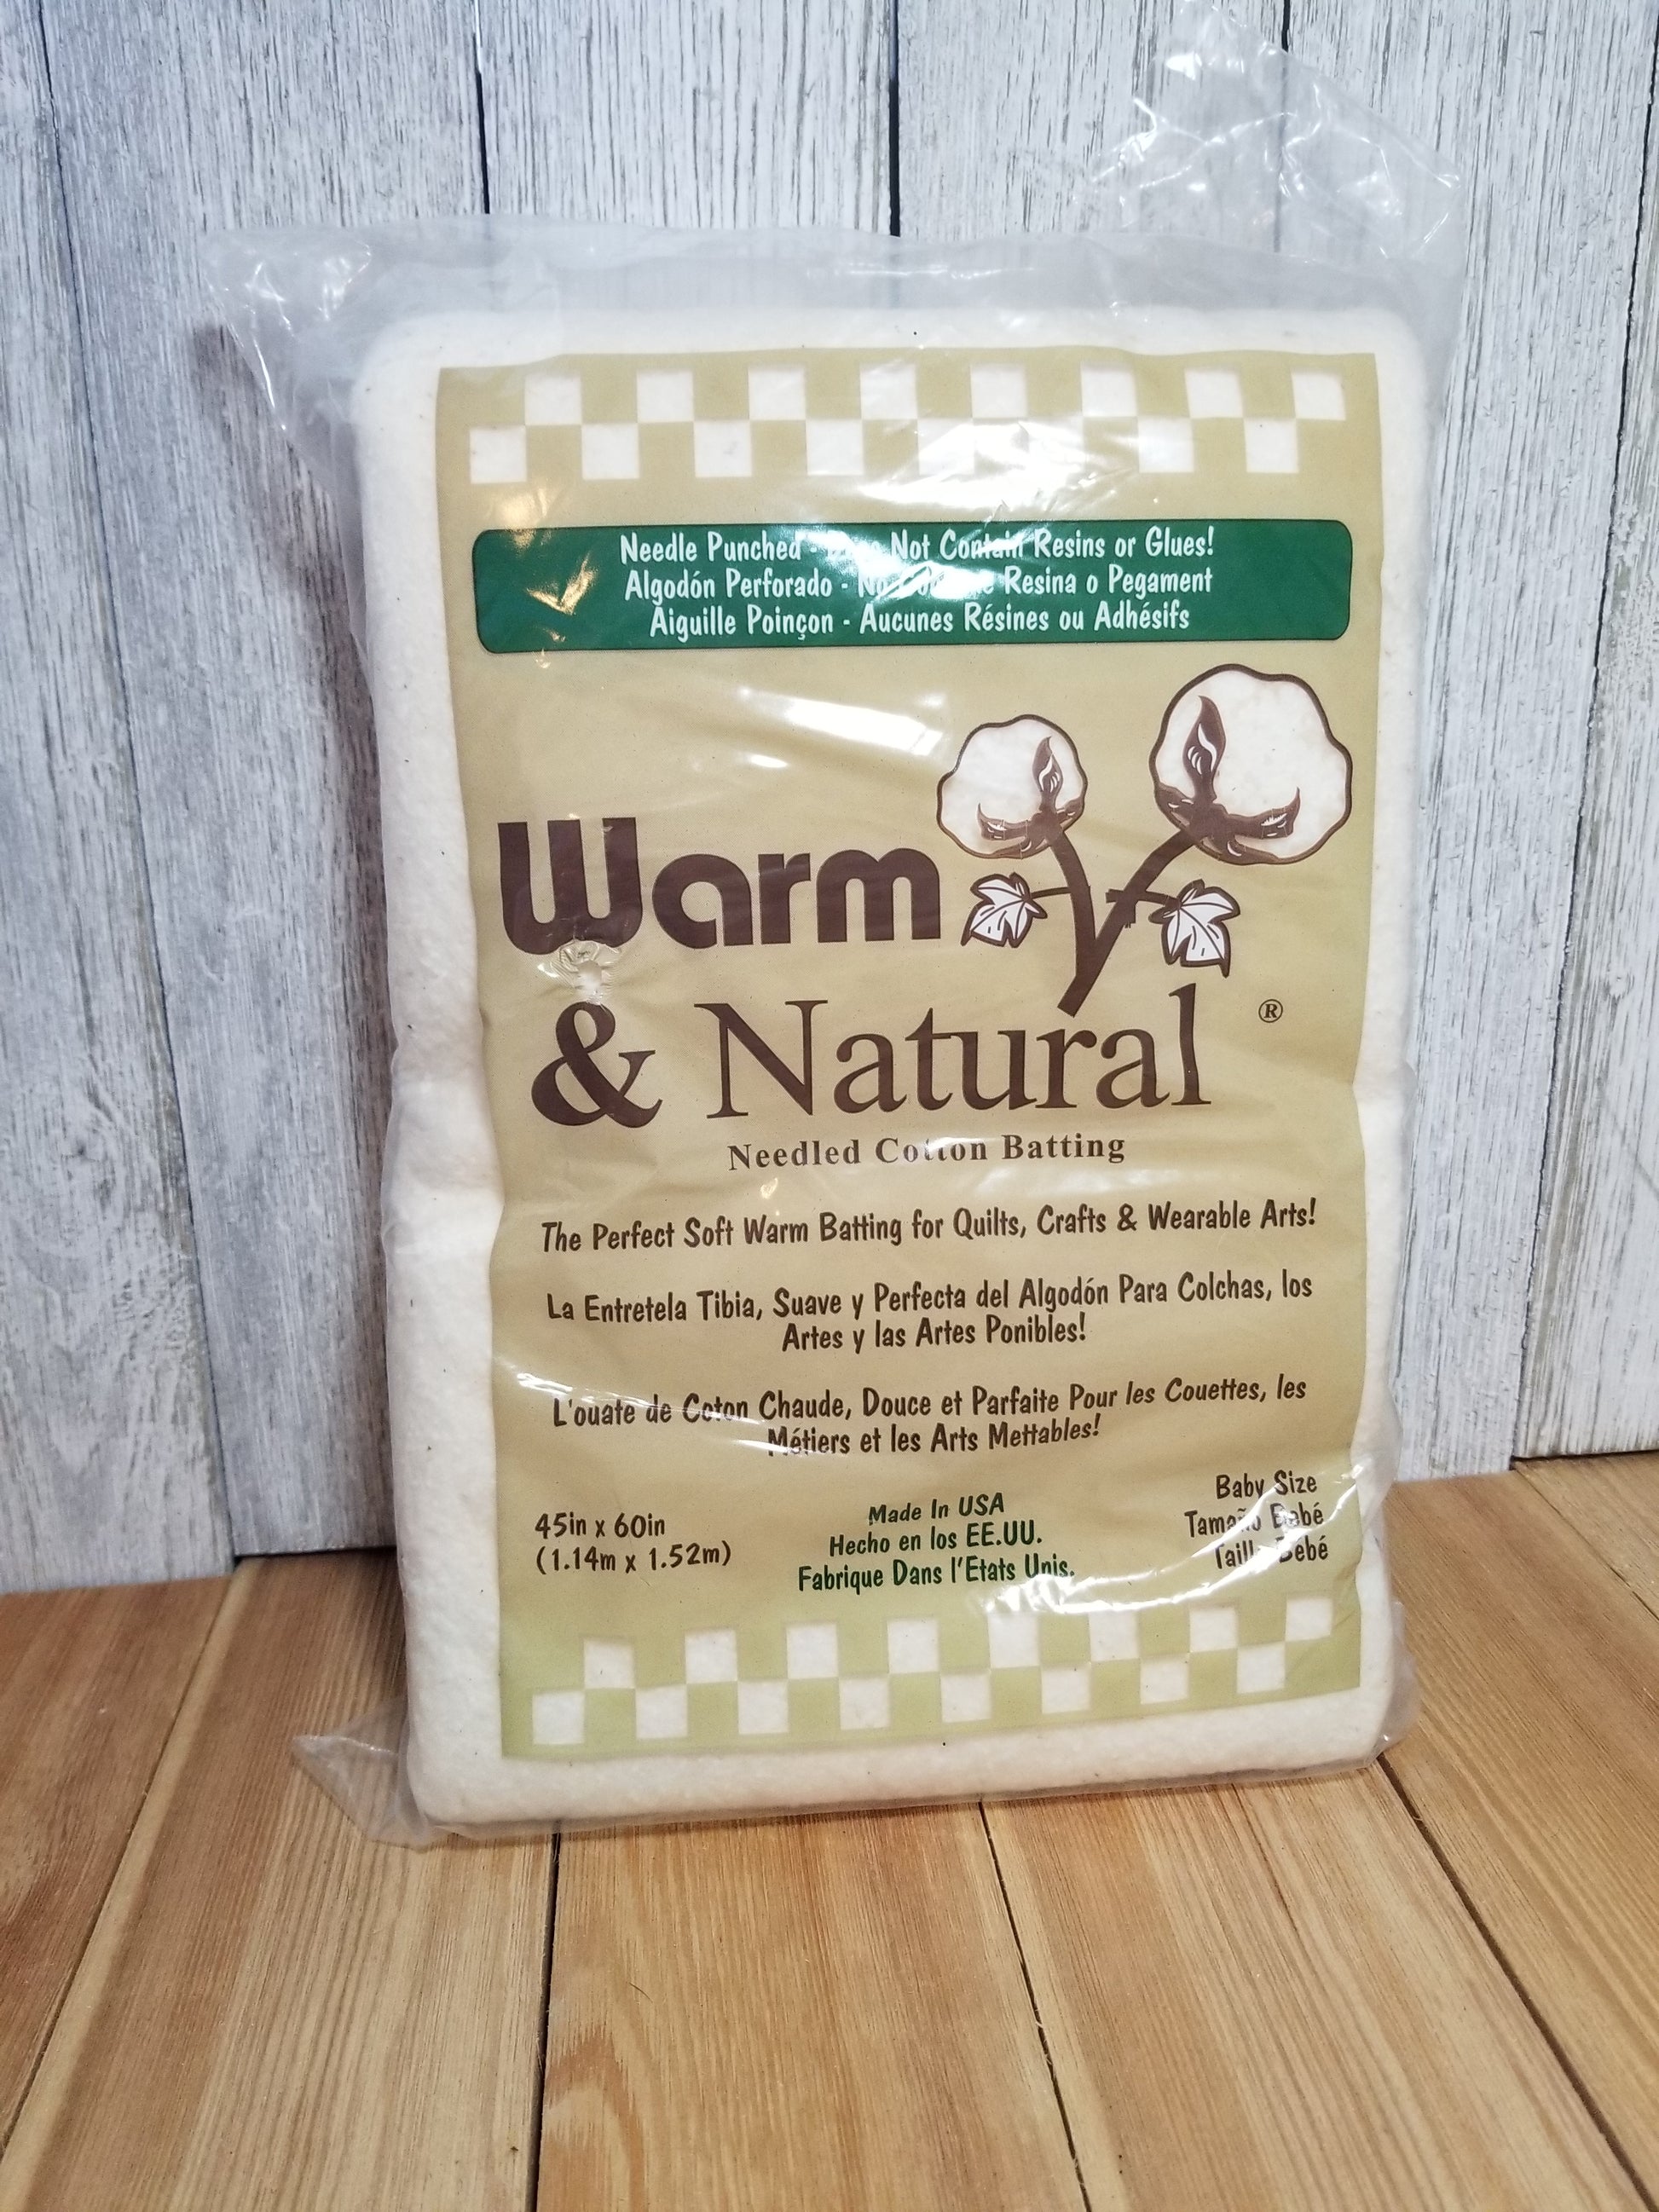 Needle Punched - Not Contain Resins or Glues!
Algodón Perforado - No Resina o Pegament
Aiguille Poinçon - Aucunes Résines ou Adhésifs
Warm
& Natural ®
Needled Cotton Batting
The Perfect Soft Warm Batting for Quilts, Crafts & Wearable Arts!
La Entretela Tibia, Suave y Perfecta del Algodón Para Colchas, los
Artes y las Artes Ponibles!
L'ouate de Coton Chaude, Douce et Parfaite Pour les Couettes, les
Métiers et les Arts Mettables!
45in x 60in
(1.14m x 1.52m)
Made In USA
Hecho en los EE.UU.
Fabrique Dans l'Etats Unis.
Baby Size
Tamaño Bebé
Taille Bébé